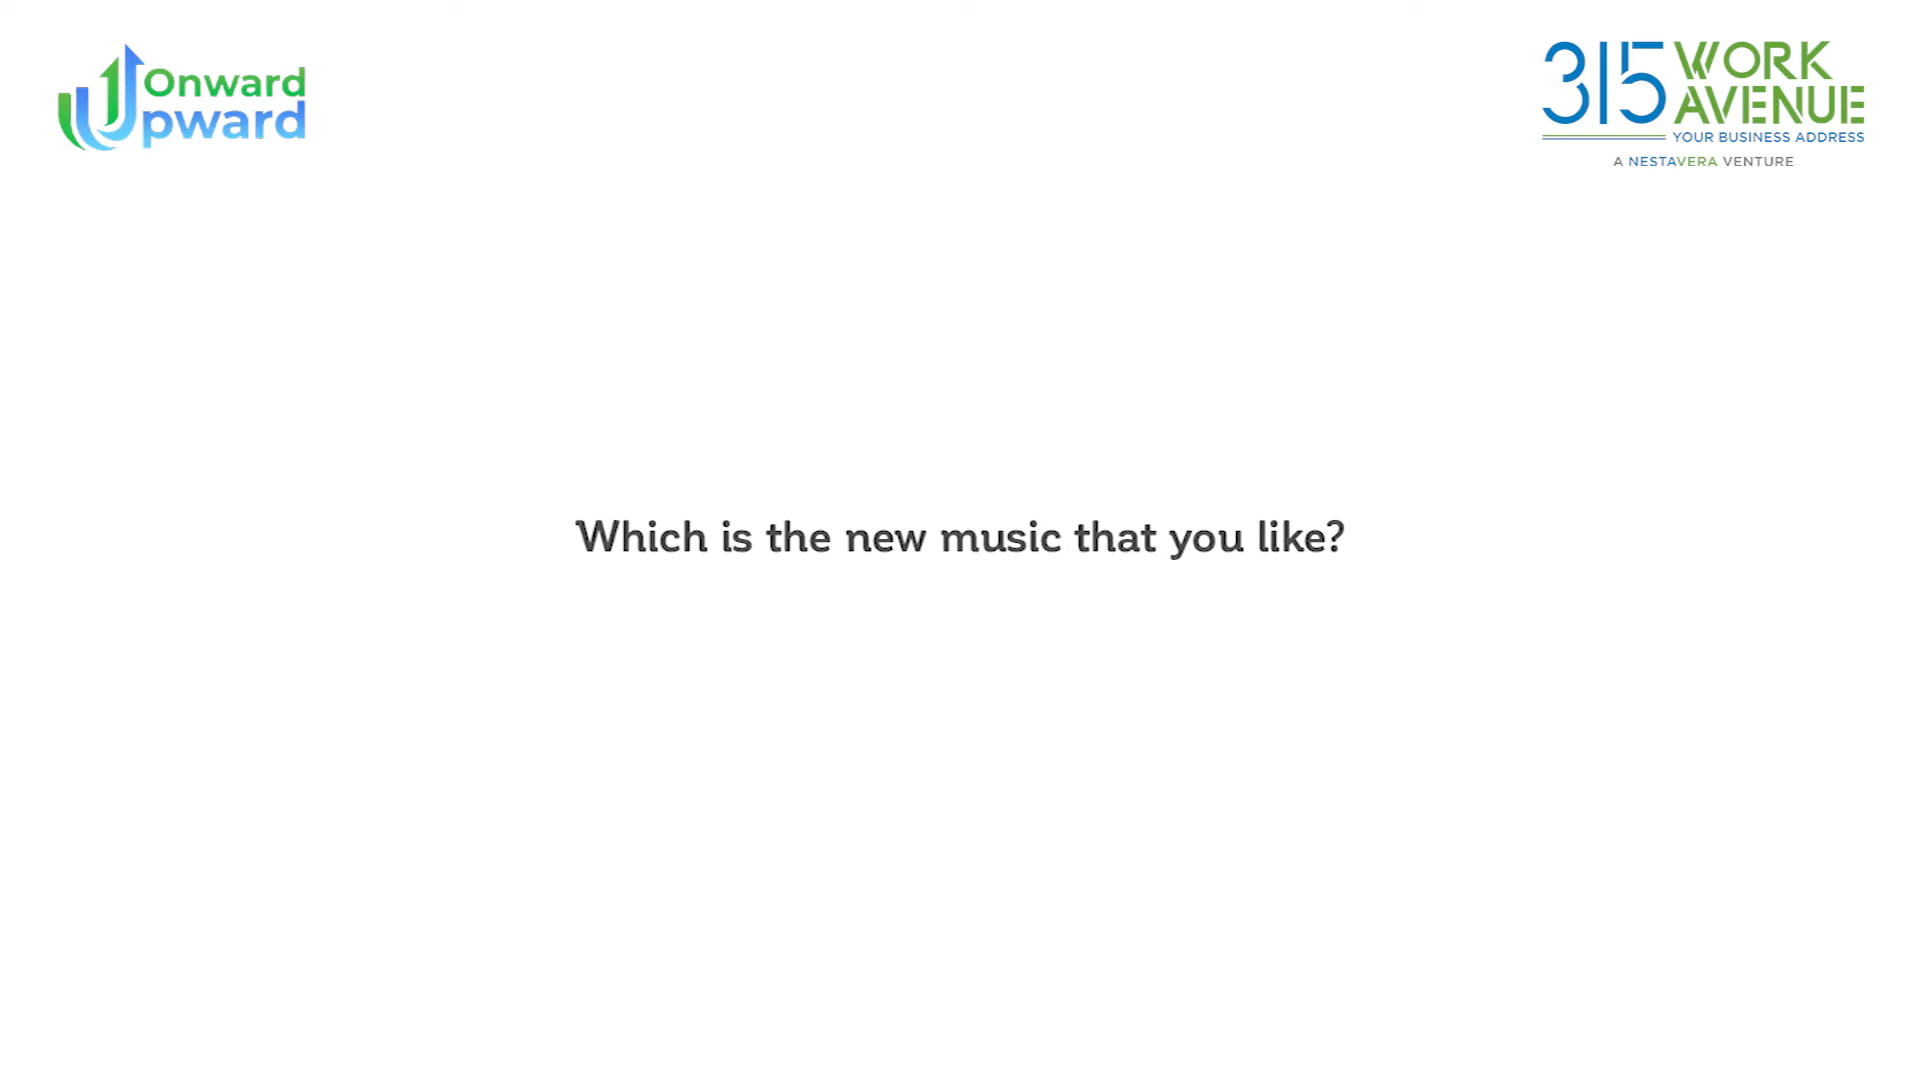 Onward
Upward
315 WORK
AVENUE
YOUR BUSINESS ADDRESS
A NESTAVERA VENTURE
Which is the new music that you like?